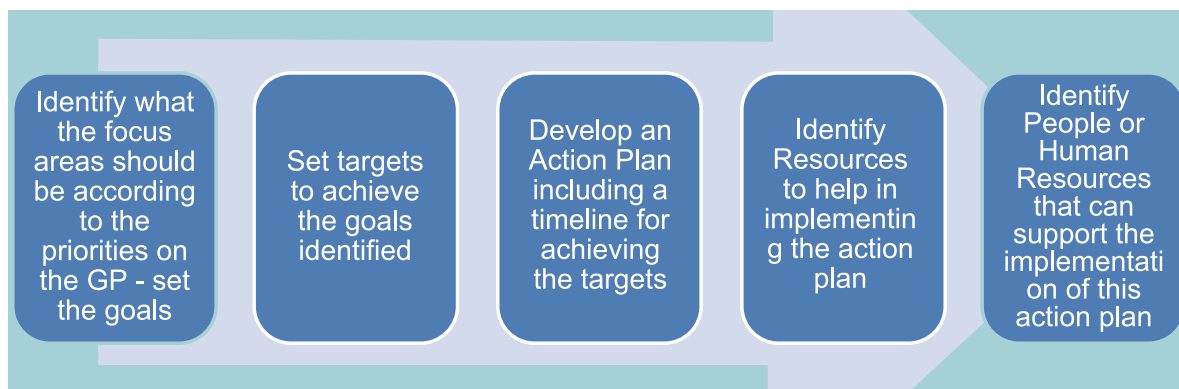 Identify what
the focus
areas should
be according
to the
priorities on
the GP - set
the goals
Set targets
to achieve
the goals
identified
Develop an
Action Plan
including a
timeline for
achieving
the targets
Identify
Resources
to help in
implementin
g the action
plan
Identify
People or
Human
Resources
that can
support the
implementati
on of this
action plan